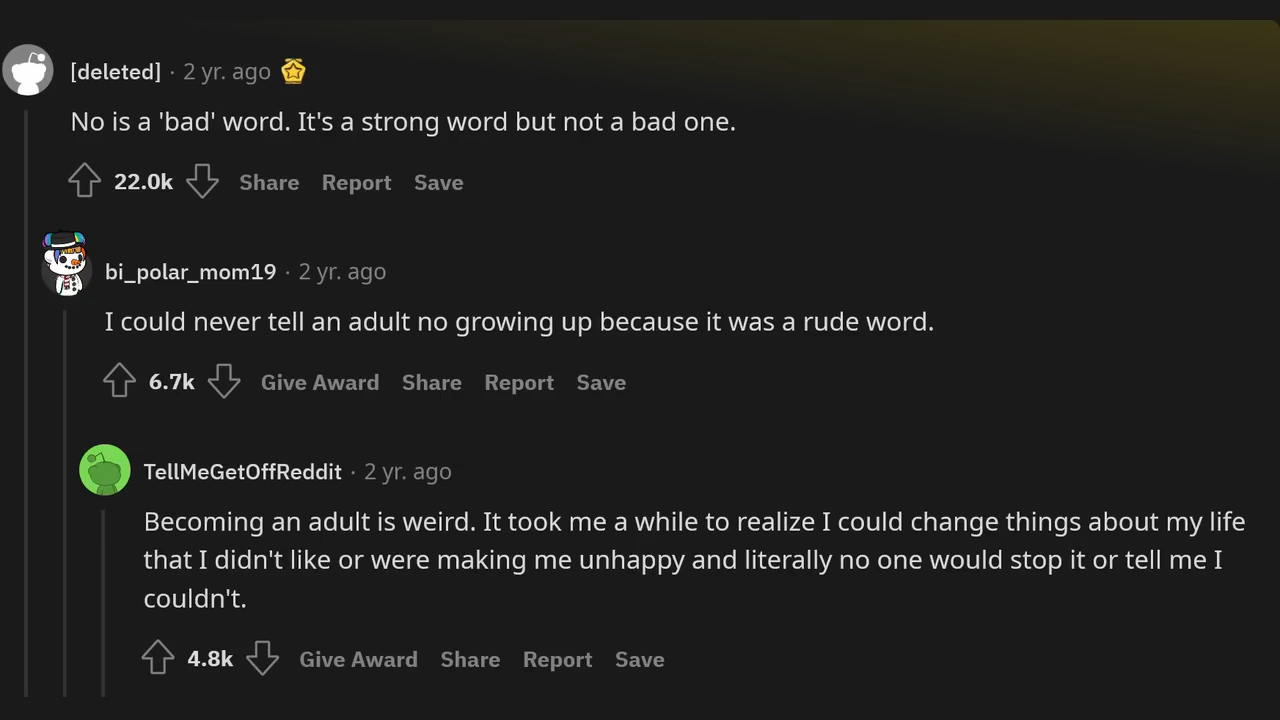 [deleted] · 2 yr. ago
No is a 'bad' word. It's a strong word but not a bad one.
22.0k Share Report Save
bi_polar_mom19 · 2 yr. ago
I could never tell an adult no growing up because it was a rude word.
6.7k Give Award Share Report Save
TellMeGetOffReddit · 2 yr. ago
Becoming an adult is weird. It took me a while to realize I could change things about my life
that I didn't like or were making me unhappy and literally no one would stop it or tell me I
couldn't.
4.8k Give Award Share Report Save